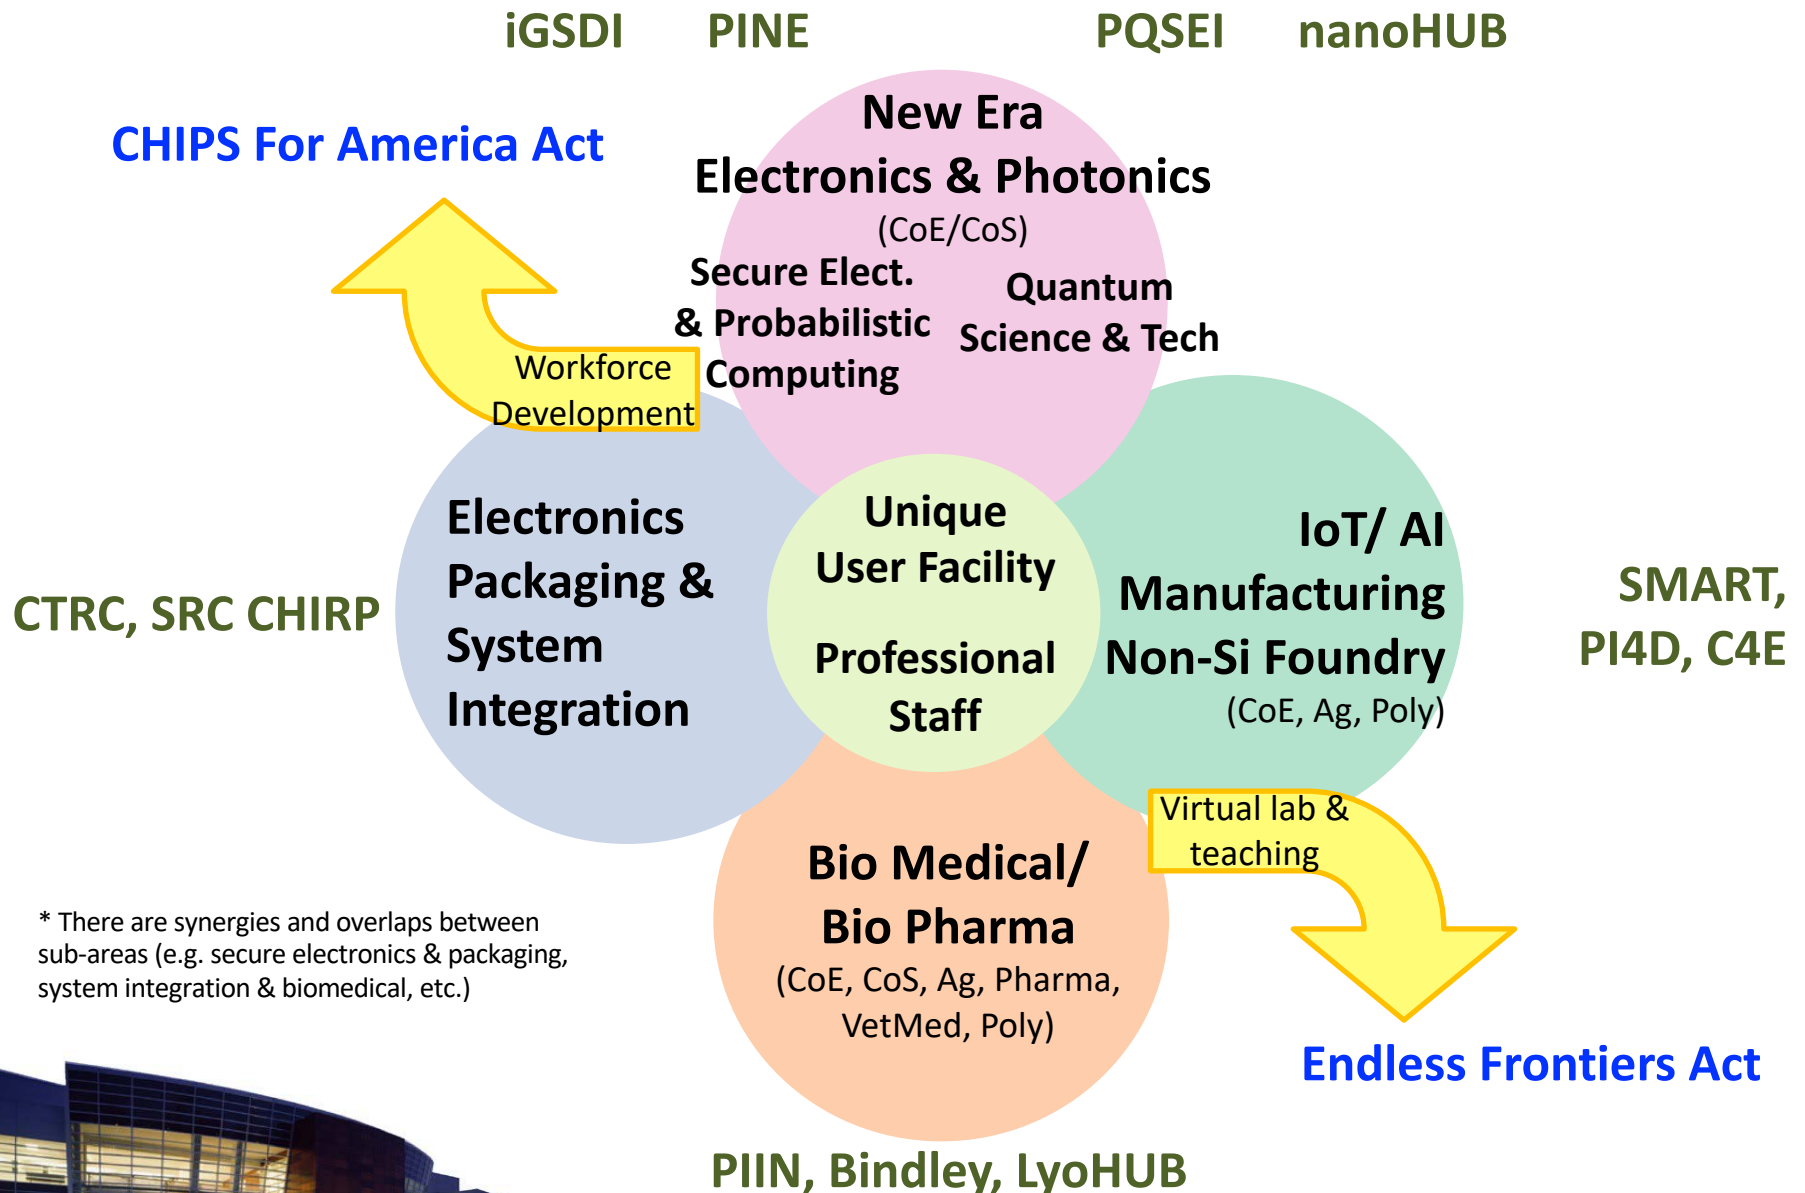 iGSDI PINE PQSEI nanoHUB
CHIPS For America Act
New Era
Electronics & Photonics
(CoE/CoS)
Secure Elect.
& Probabilistic
Computing
Quantum
Science & Tech
Workforce
Development
Electronics
Packaging &
System
Integration
Unique
User Facility
Professional
Staff
IoT/ AI
Manufacturing
Non-Si Foundry
(CoE, Ag, Poly)
CTRC, SRC CHIRP
SMART,
PI4D, C4E
Virtual lab &
teaching
Bio Medical/
Bio Pharma
(CoE, CoS, Ag, Pharma,
VetMed, Poly)
* There are synergies and overlaps between
sub-areas (e.g. secure electronics & packaging,
system integration & biomedical, etc.)
Endless Frontiers Act
PIIN, Bindley, LyoHUB